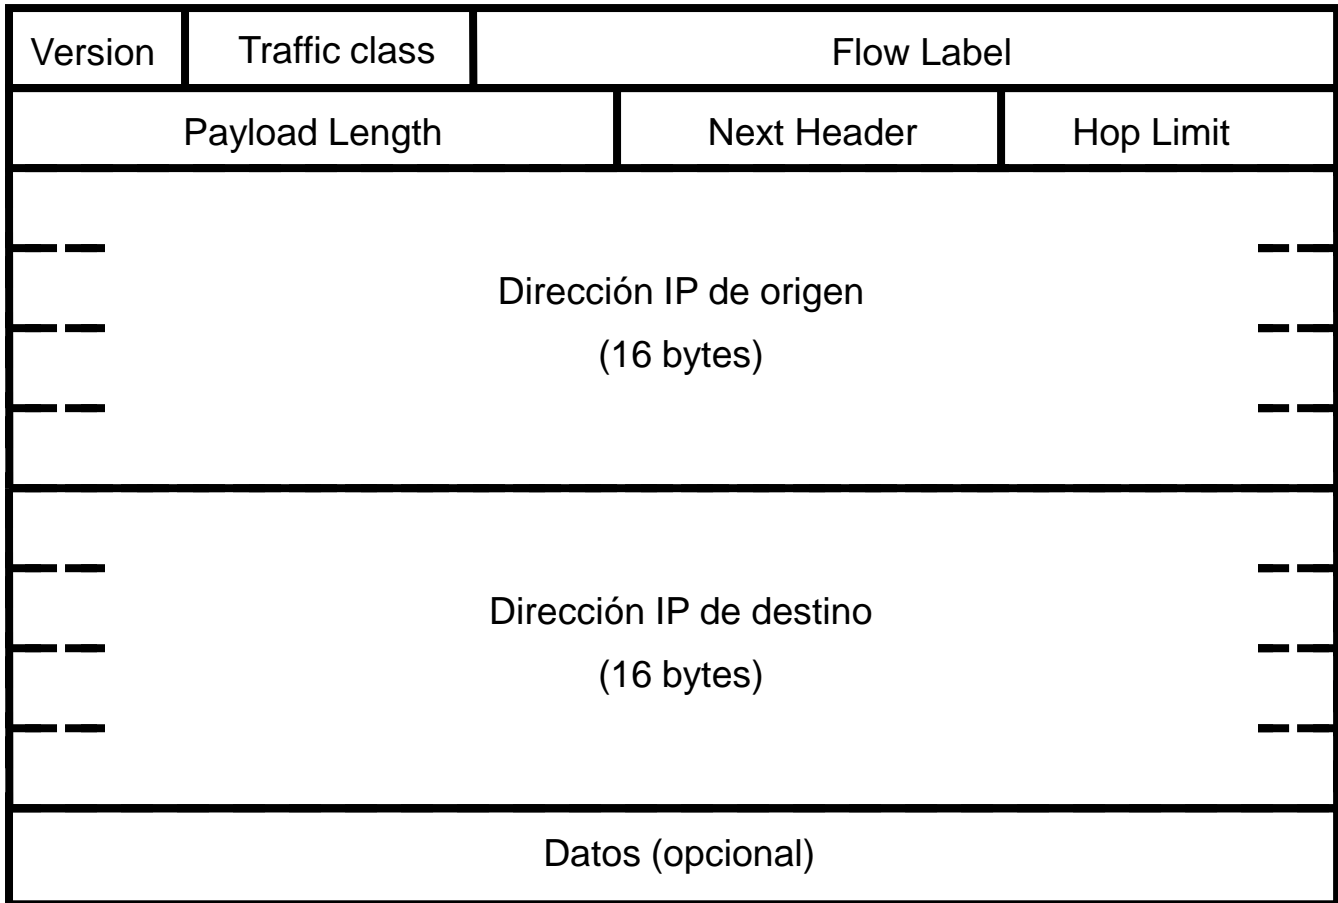 Version Traffic class Flow Label
Payload Length Next Header Hop Limit
Dirección IP de origen
(16 bytes)
Dirección IP de destino
(16 bytes)
Datos (opcional)